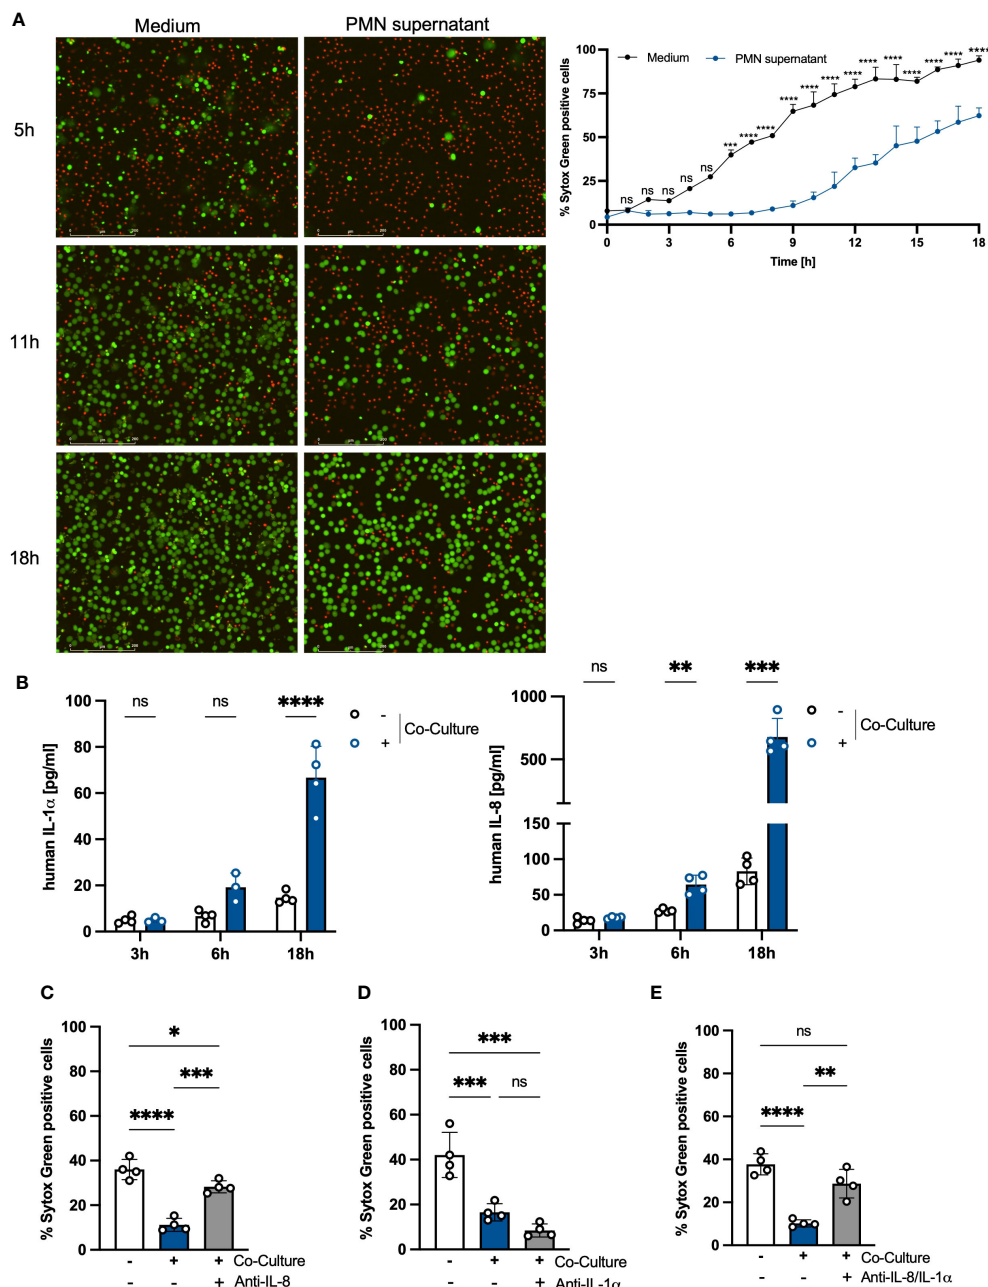 A
Medium
PMN supernatant
5h
11h
18h
% Sytox Green positive cells
100
75
50
25
0
Medium
PMN supernatant
ns
ns
ns
ns
ns
***
****
****
****
****
****
****
****
****
****
****
****
****
0
3
6
9
12
15
18
Time [h]
B
human IL-1α [pg/ml]
100
80
60
40
20
0
ns
ns
****
-
+
Co-Culture
3h
6h
18h
human IL-8 [pg/ml]
1000
500
150
100
50
0
ns
**
***
-
+
Co-Culture
3h
6h
18h
C
% Sytox Green positive cells
100
80
60
40
20
0
*
***
****
- + + Co-Culture
- - + Anti-IL-8
D
% Sytox Green positive cells
100
80
60
40
20
0
***
*** ns
- + + Co-Culture
- - + Anti-IL-1α
E
% Sytox Green positive cells
100
80
60
40
20
0
ns
**
****
- + + Co-Culture
- - + Anti-IL-8/IL-1α